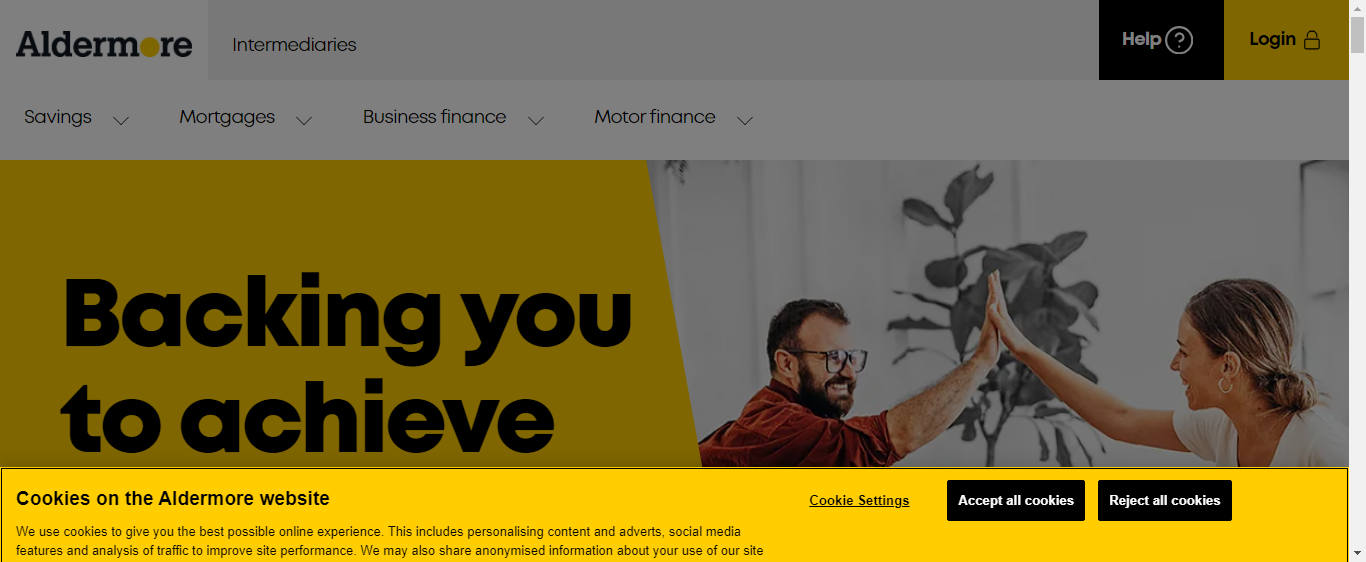 Aldermore
Intermediaries
Help ?
Login
Savings
Mortgages
Business finance
Motor finance
Backing you
to achieve
Cookies on the Aldermore website
Cookie Settings
Accept all cookies
Reject all cookies
We use cookies to give you the best possible online experience. This includes personalising content and adverts, social media
features and analysis of traffic to improve site performance. We may also share anonymised information about your use of our site